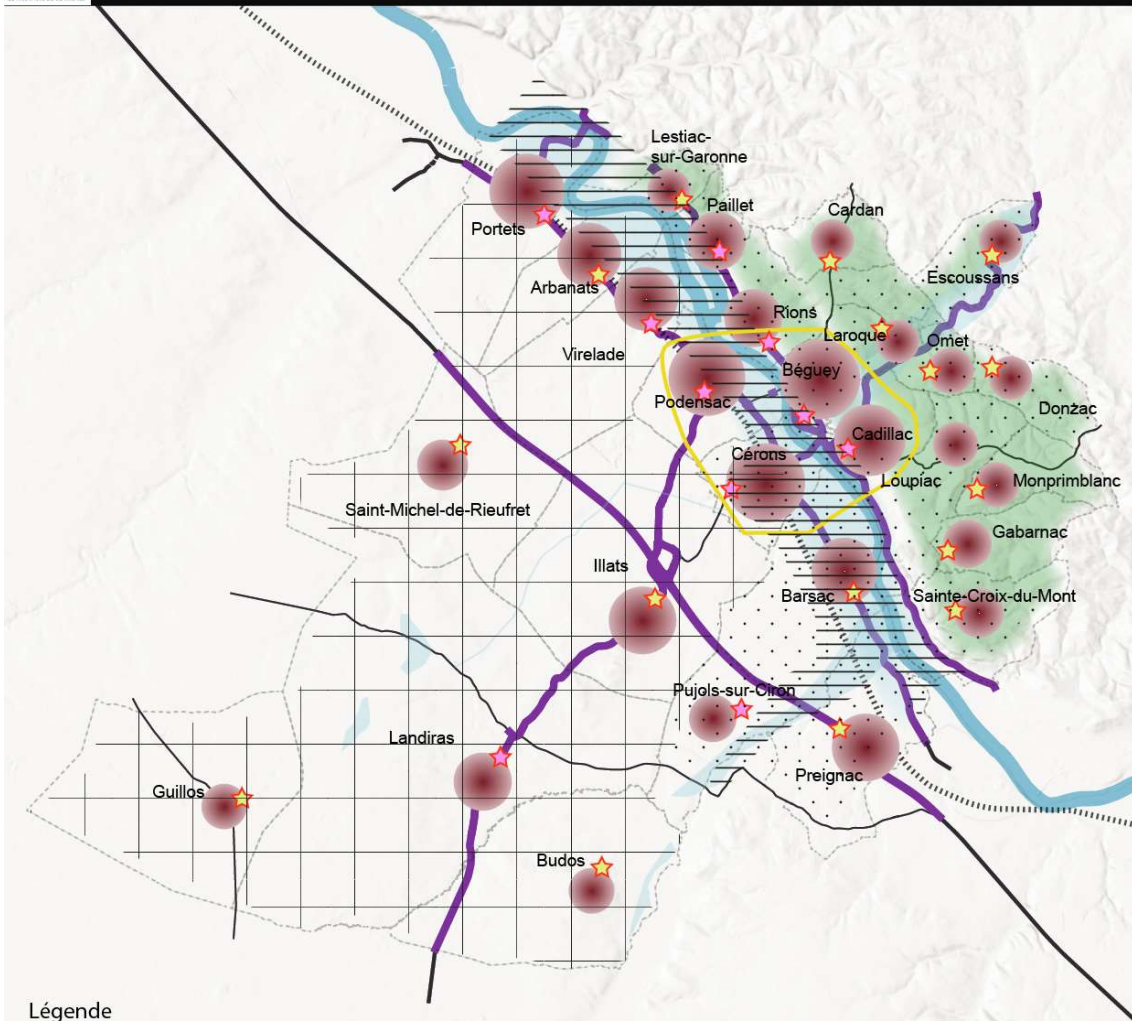 Lestiac-
sur-Garonne
Paillet
Cardan
Portets
Escoussans
Arbanats
Rions
Laroque
Omet
Virelade
Béguey
Podensac
Donzac
Cadillac
Cérons
Loupiac
Monprimblanc
Saint-Michel-de-Rieufret
Gabarnac
Illats
Barsac
Sainte-Croix-du-Mont
Pujols-sur-Ciron
Landiras
Preignac
Guillos
Budos
Légende